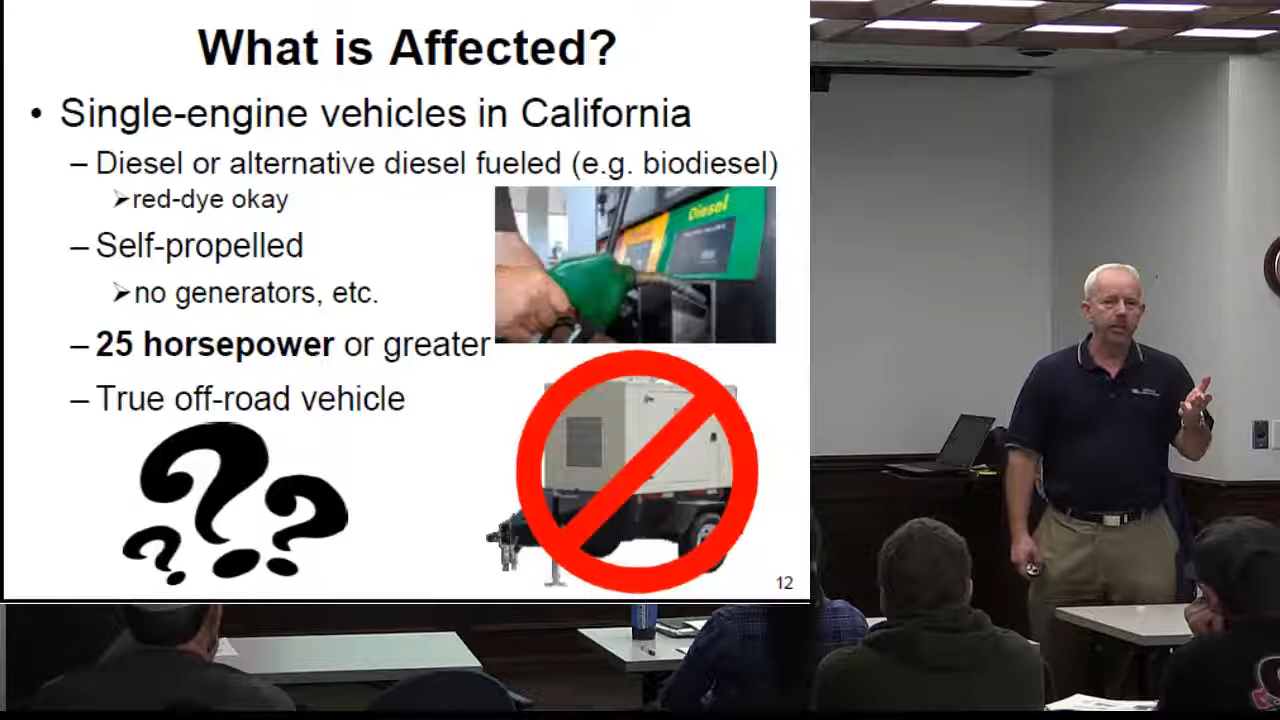 What is Affected?
• Single-engine vehicles in California
– Diesel or alternative diesel fueled (e.g. biodiesel)
➢red-dye okay
– Self-propelled
➢no generators, etc.
– 25 horsepower or greater
– True off-road vehicle
Diesel
???
12